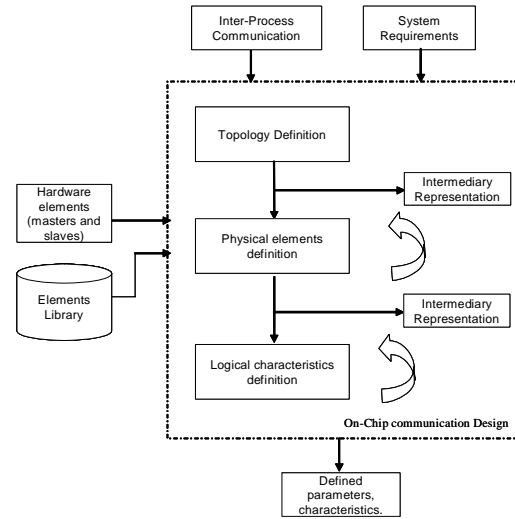 Inter-Process
Communication
System
Requirements
Topology Definition
Hardware
elements
(masters and
slaves)
Intermediary
Representation
Physical elements
definition
Elements
Library
Intermediary
Representation
Logical characteristics
definition
On-Chip communication Design
Defined
parameters,
characteristics.